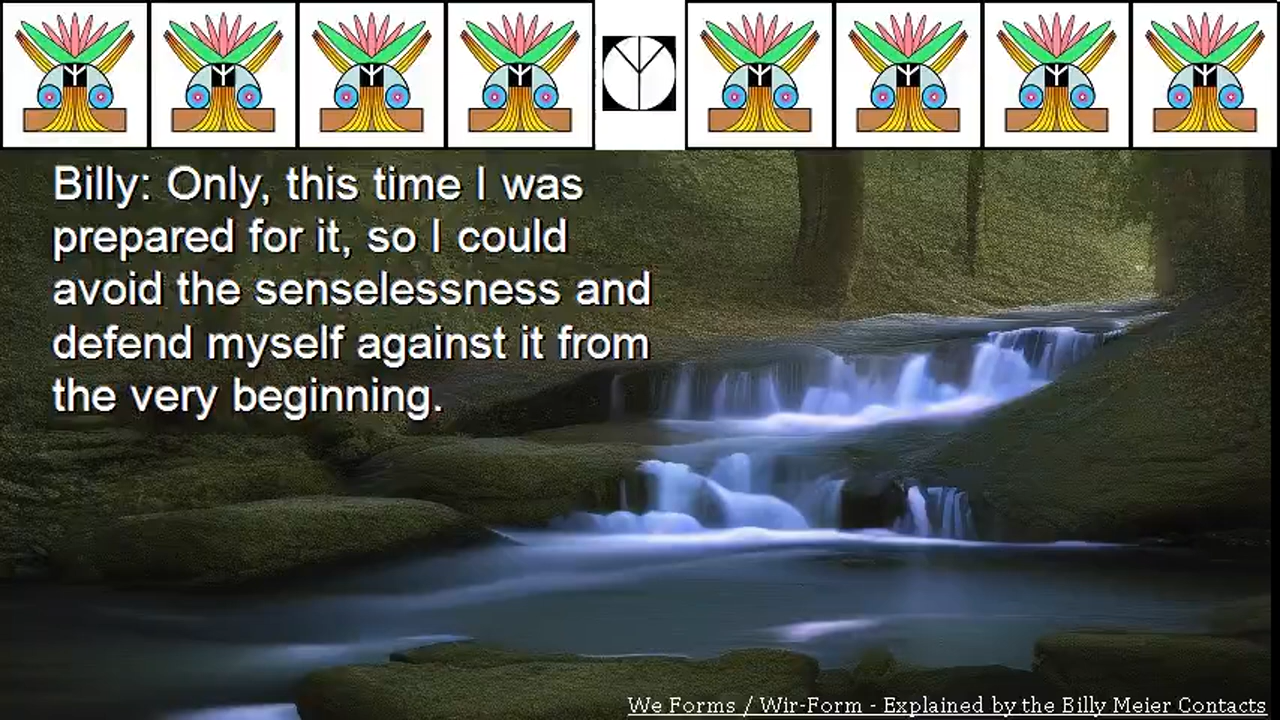 Billy: Only, this time I was
prepared for it, so I could
avoid the senselessness and
defend myself against it from
the very beginning.
We Forms / Wir-Form - Explained by the Billy Meier Contacts